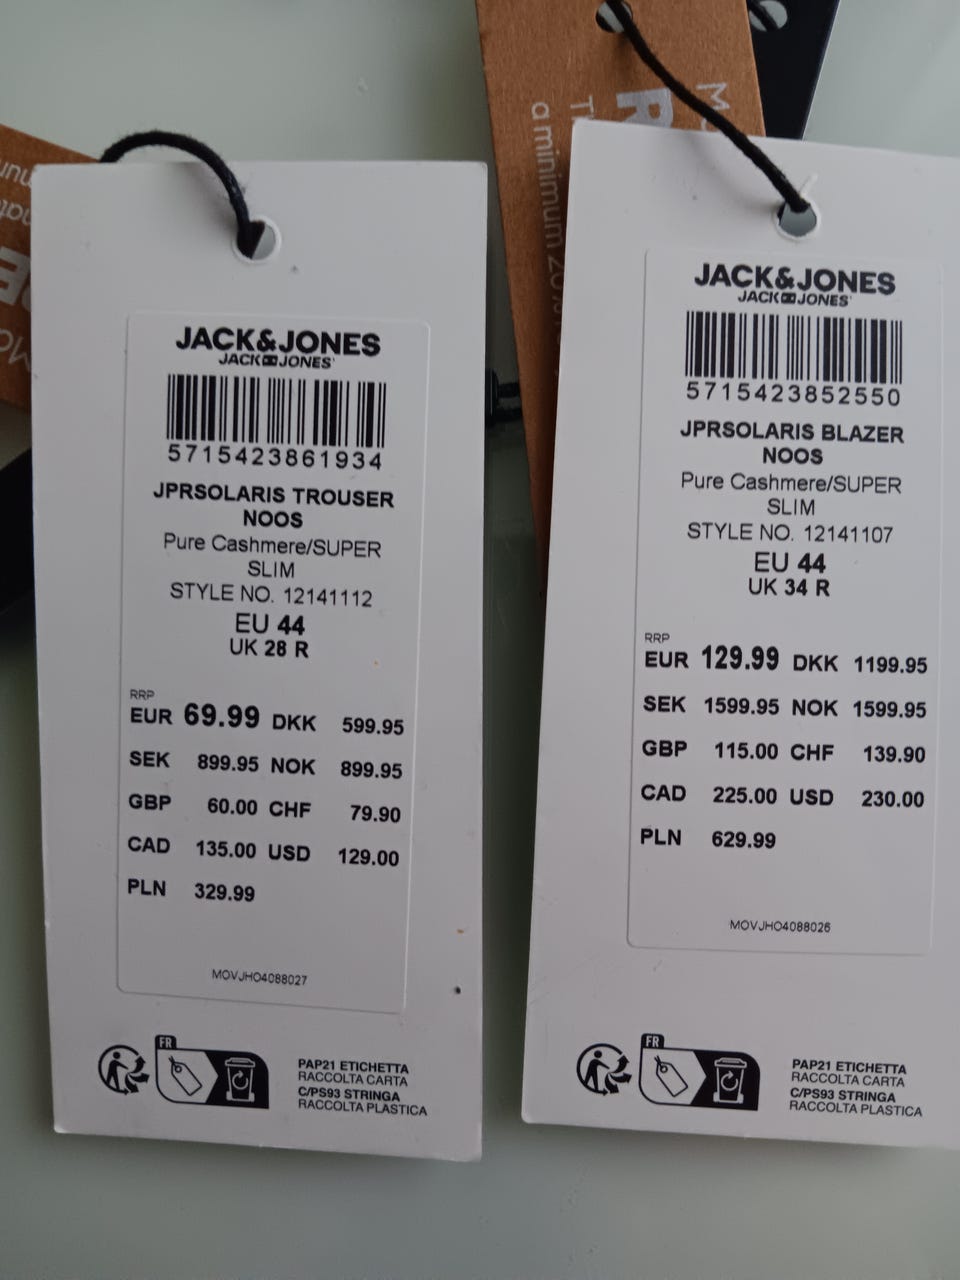 JACK&JONES
JACK JONES
5715423861934
JPRSOLARIS TROUSER
NOOS
Pure Cashmere/SUPER
SLIM
STYLE NO. 12141112
EU 44
UK 28 R
RRP
EUR 69.99 DKK 599.95
SEK 899.95 NOK 899.95
GBP 60.00 CHF 79.90
CAD 135.00 USD 129.00
PLN 329.99
MOVJHO4088027
FR
PAP21 ETICHETTA
RACCOLTA CARTA
C/PS93 STRINGA
RACCOLTA PLASTICA
a minimum 20%
JACK&JONES
JACK JONES
5715423852550
JPRSOLARIS BLAZER
NOOS
Pure Cashmere/SUPER
SLIM
STYLE NO. 12141107
EU 44
UK 34 R
RRP
EUR 129.99 DKK 1199.95
SEK 1599.95 NOK 1599.95
GBP 115.00 CHF 139.90
CAD 225.00 USD 230.00
PLN 629.99
MOVJHO4088026
FR
PAP21 ETICHETTA
RACCOLTA CARTA
C/PS93 STRINGA
RACCOLTA PLASTICA